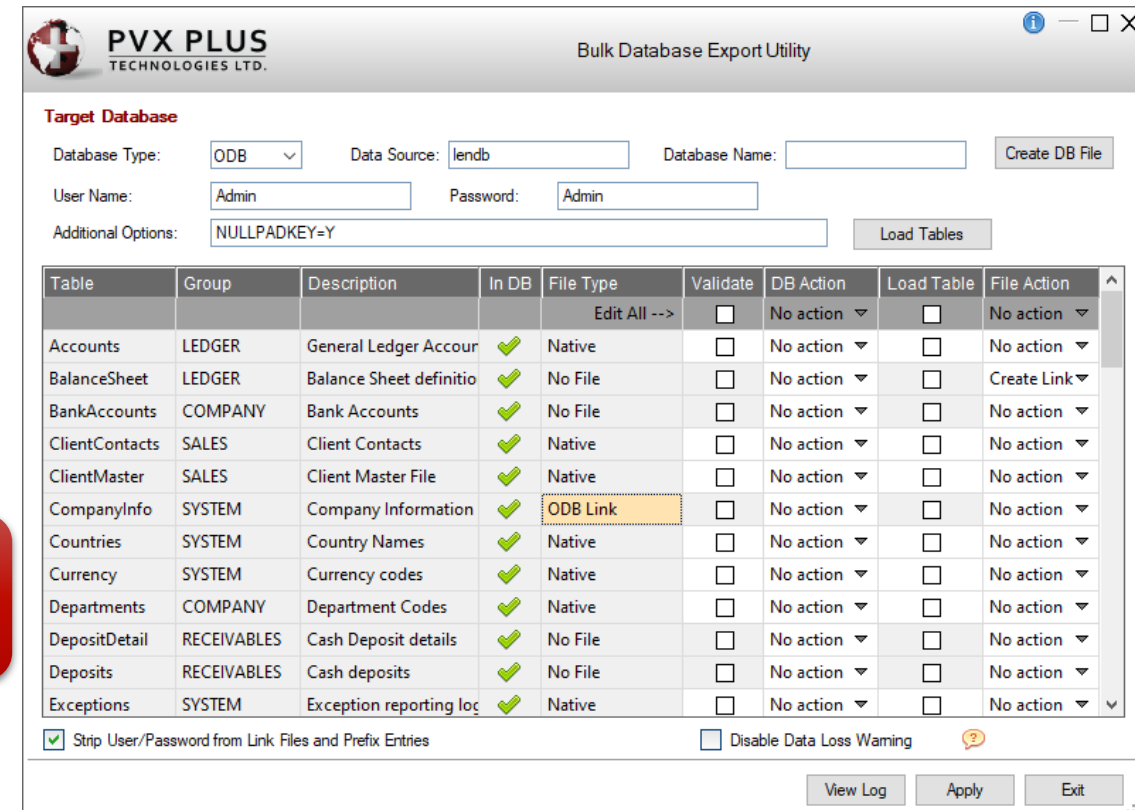 PVX PLUS
TECHNOLOGIES LTD.
Bulk Database Export Utility
Target Database
Database Type: ODB Data Source: lendb Database Name: Create DB File
User Name: Admin Password: Admin
Additional Options: NULLPADKEY=Y Load Tables
Table Group Description In DB File Type Validate DB Action Load Table File Action
Edit All --> No action No action
Accounts LEDGER General Ledger Accour Native No action No action
BalanceSheet LEDGER Balance Sheet definitio No File No action Create Link
BankAccounts COMPANY Bank Accounts No File No action No action
ClientContacts SALES Client Contacts Native No action No action
ClientMaster SALES Client Master File Native No action No action
CompanyInfo SYSTEM Company Information ODB Link No action No action
Countries SYSTEM Country Names Native No action No action
Currency SYSTEM Currency codes Native No action No action
Departments COMPANY Department Codes Native No action No action
DepositDetail RECEIVABLES Cash Deposit details No File No action No action
Deposits RECEIVABLES Cash deposits No File No action No action
Exceptions SYSTEM Exception reporting log Native No action No action
Strip User/Password from Link Files and Prefix Entries Disable Data Loss Warning
View Log Apply Exit